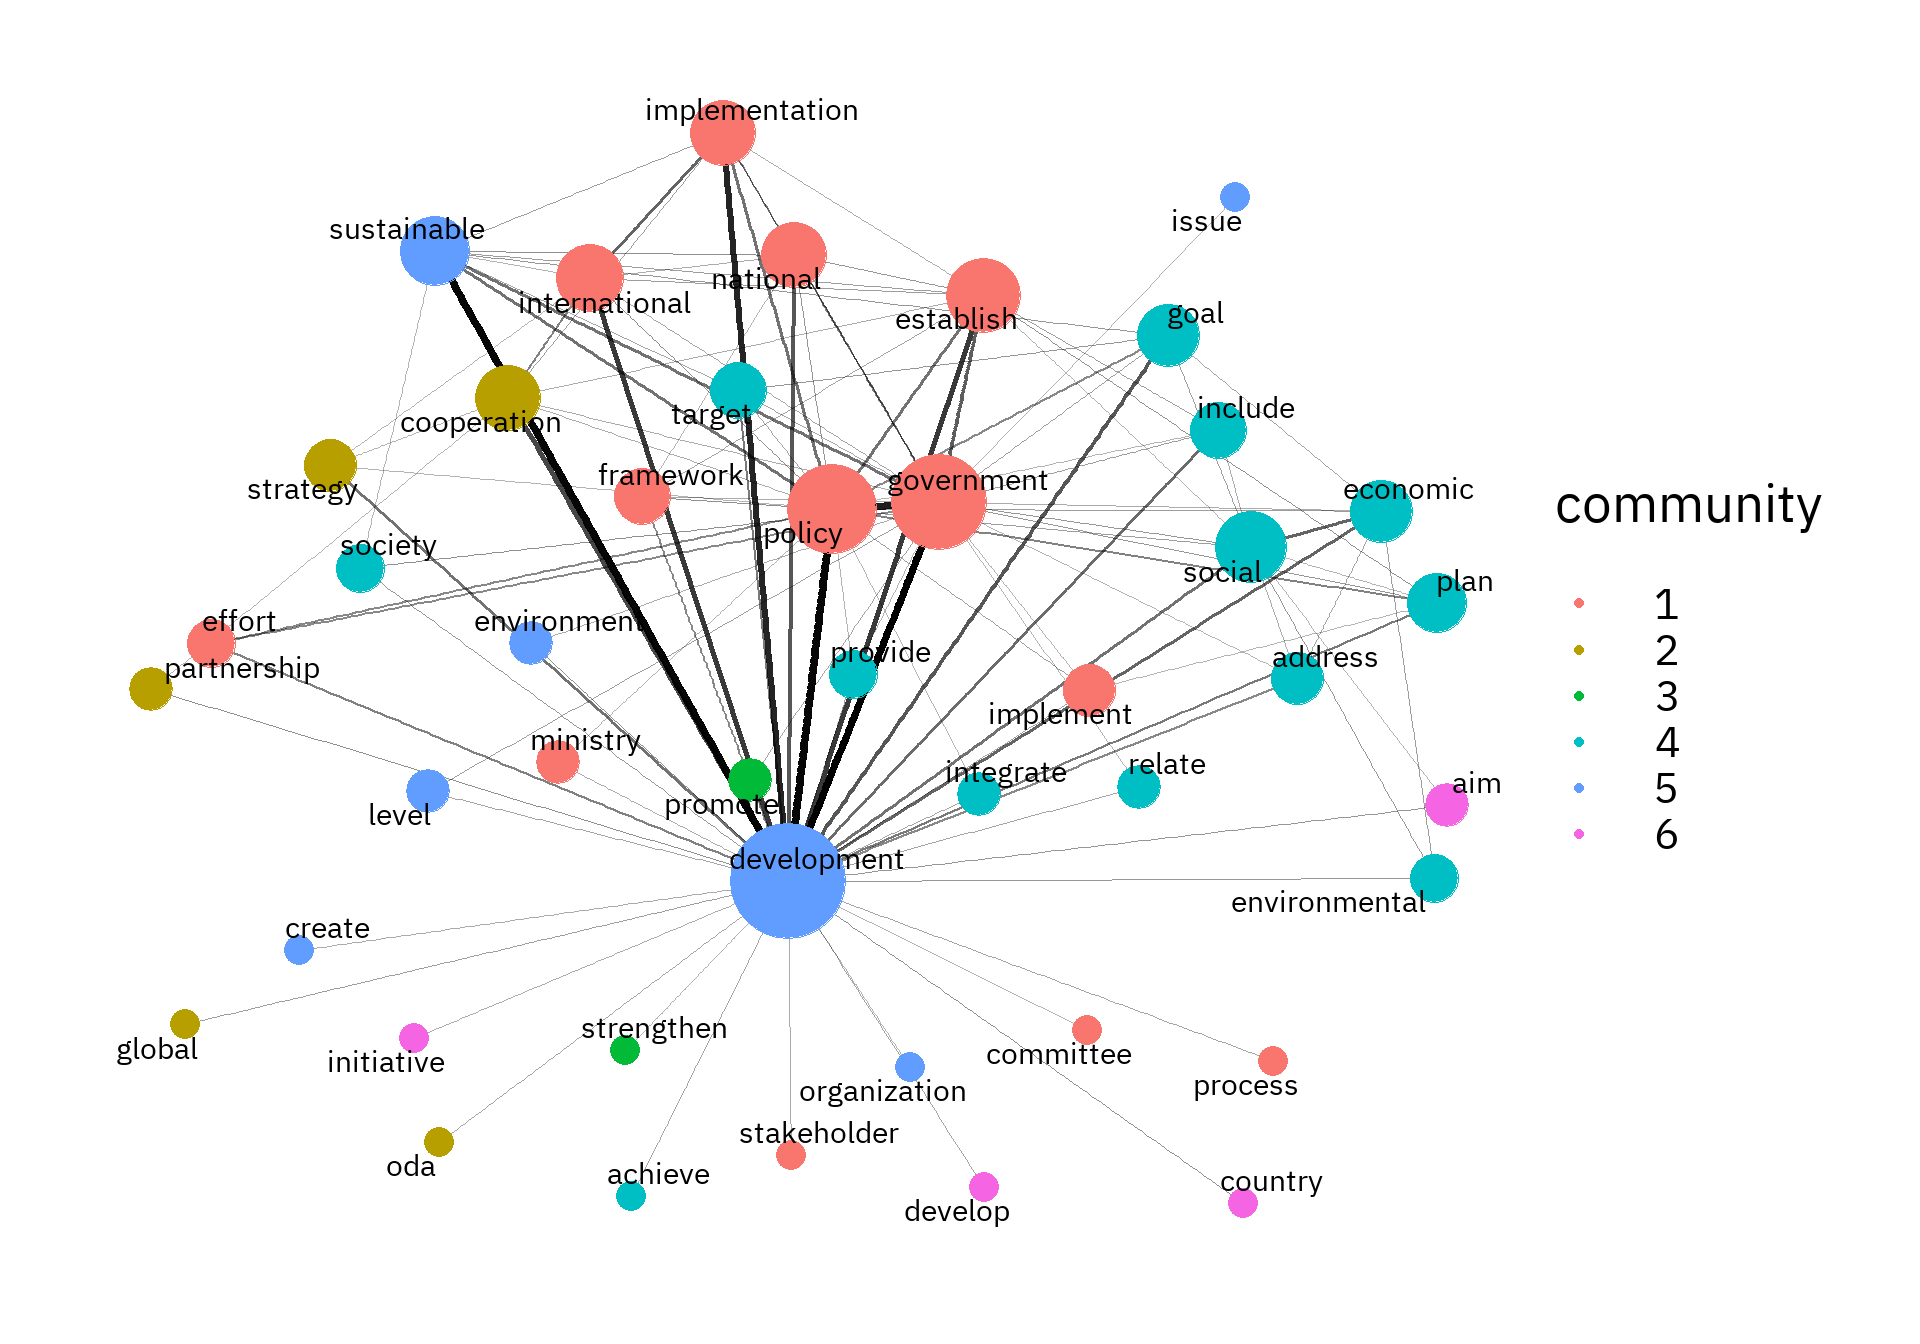 implementation
issue
sustainable
national
international
establish
goal
target
include
cooperation
framework
government
economic
strategy
policy
society
social
plan
effort
environment
partnership
provide
address
implement
ministry
integrate
relate
aim
level
promote
development
environmental
create
global
initiative
strengthen
committee
organization
process
stakeholder
oda
achieve
develop
country
community
1
2
3
4
5
6